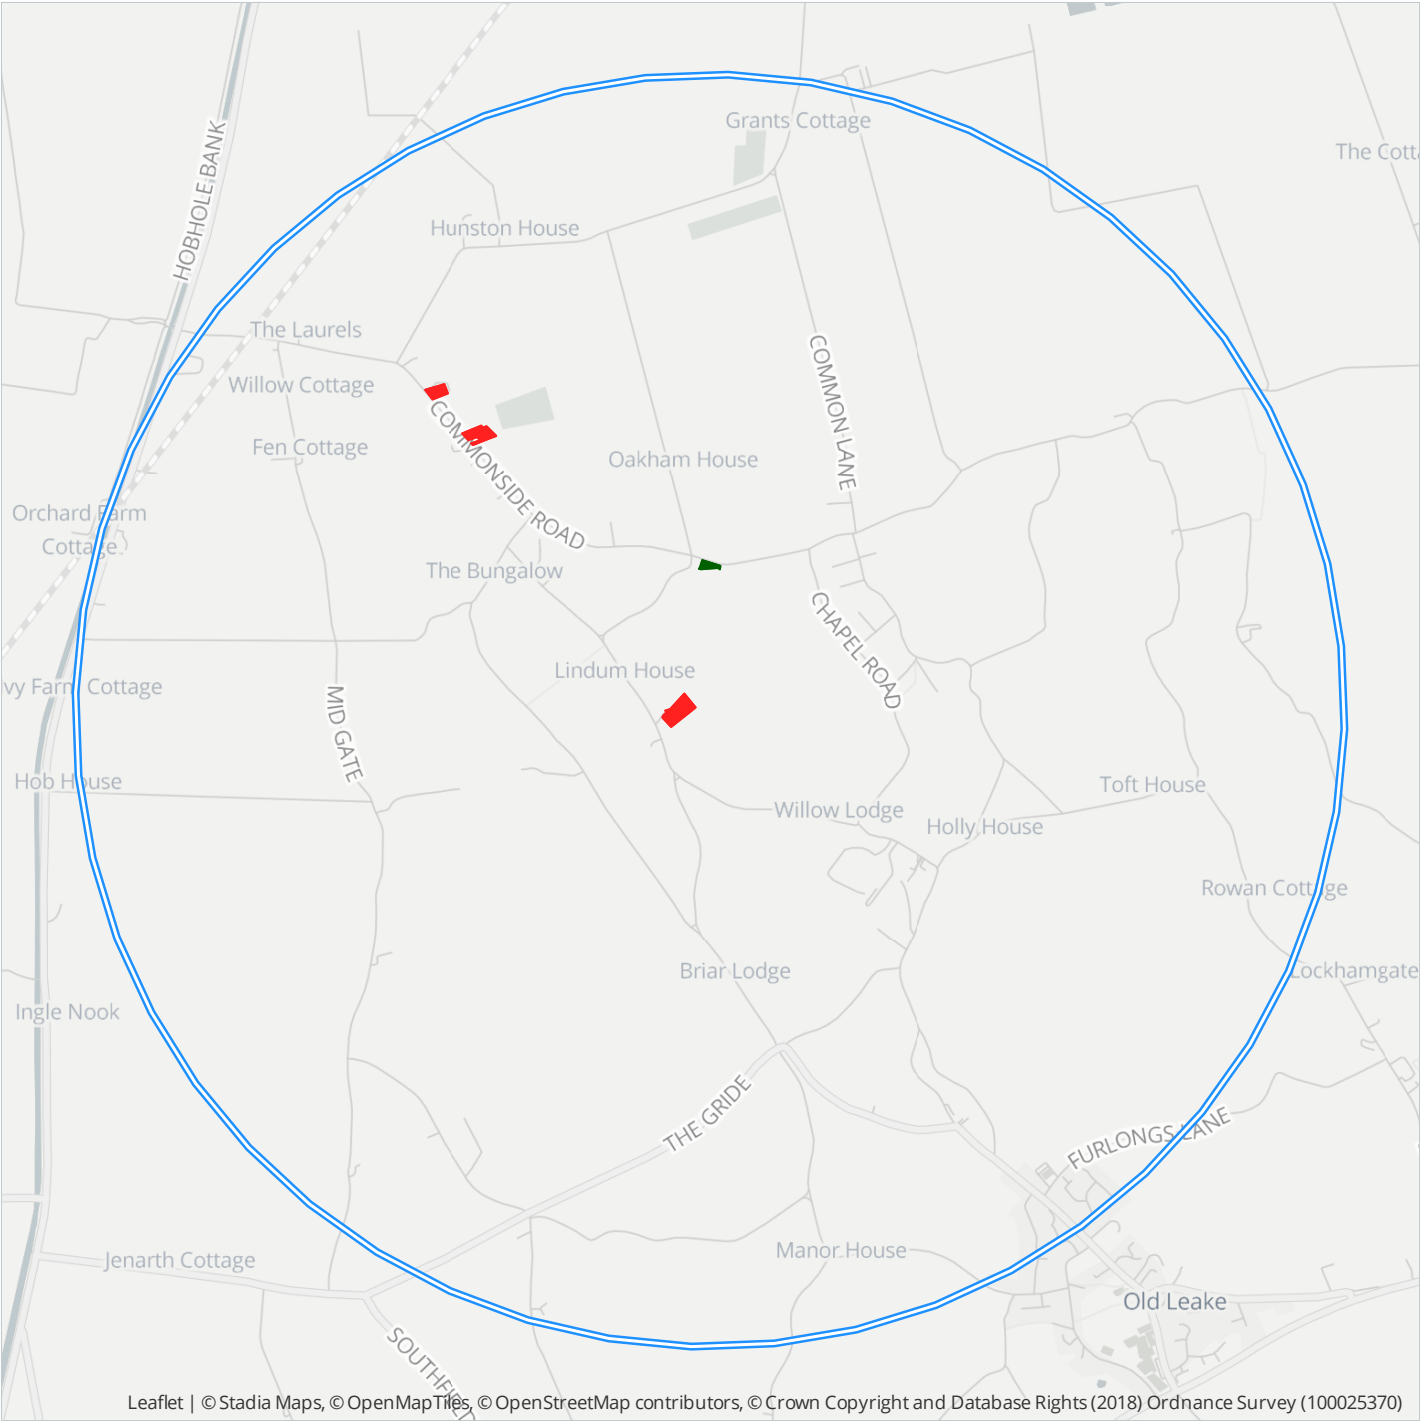 Grants Cottage
The Cotta
HOBHOLE BANK
Hunston House
The Laurels
Willow Cottage
COMMON LANE
COMMONSIDE ROAD
Fen Cottage
Oakham House
Orchard Farm
Cottage
The Bungalow
CHAPEL ROAD
Lindum House
vy Farm Cottage
MID GATE
Hob House
Toft House
Willow Lodge
Holly House
Rowan Cottage
Briar Lodge
Lockhamgate
Ingle Nook
THE GRIDE
FURLONGS LANE
Manor House
Jenarth Cottage
Old Leake
SOUTHFIELD
Leaflet | © Stadia Maps, © OpenMapTiles, © OpenStreetMap contributors, © Crown Copyright and Database Rights (2018) Ordnance Survey (100025370)